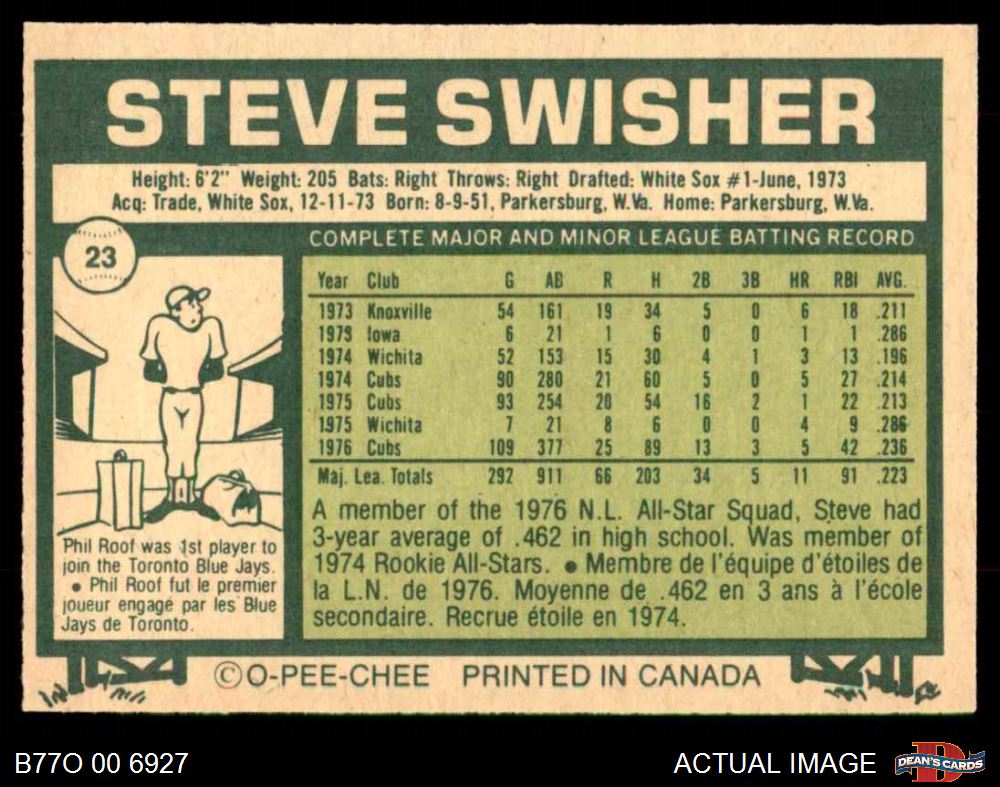 STEVE SWISHER
Height: 6'2" Weight: 205 Bats: Right Throws: Right Drafted: White Sox #1-June, 1973
Acq: Trade, White Sox, 12-11-73 Born: 8-9-51, Parkersburg, W.Va. Home: Parkersburg, W.Va.
23
COMPLETE MAJOR AND MINOR LEAGUE BATTING RECORD
Year Club G AB R H 2B 3B HR RBI AVG.
1973 Knoxville 54 161 19 34 5 0 6 18 .211
1973 Iowa 6 21 1 6 0 0 1 1 .286
1974 Wichita 52 153 15 30 4 1 3 13 .196
1974 Cubs 90 280 21 60 5 0 5 27 .214
1975 Cubs 93 254 20 54 16 2 1 22 .213
1975 Wichita 7 21 8 6 0 0 4 9 .286
1976 Cubs 109 377 25 89 13 3 5 42 .236
Maj. Lea. Totals 292 911 66 203 34 5 11 91 .223
A member of the 1976 N.L. All-Star Squad, Steve had
3-year average of .462 in high school. Was member of
1974 Rookie All-Stars. ● Membre de l'équipe d'étoiles de
la L.N. de 1976. Moyenne de .462 en 3 ans à l'école
secondaire. Recrue étoile en 1974.
Phil Roof was 1st player to
join the Toronto Blue Jays.
● Phil Roof fut le premier
joueur engagé par les Blue
Jays de Toronto.
©O-PEE-CHEE PRINTED IN CANADA
B77O 00 6927
ACTUAL IMAGE
DEAN'S CARDS